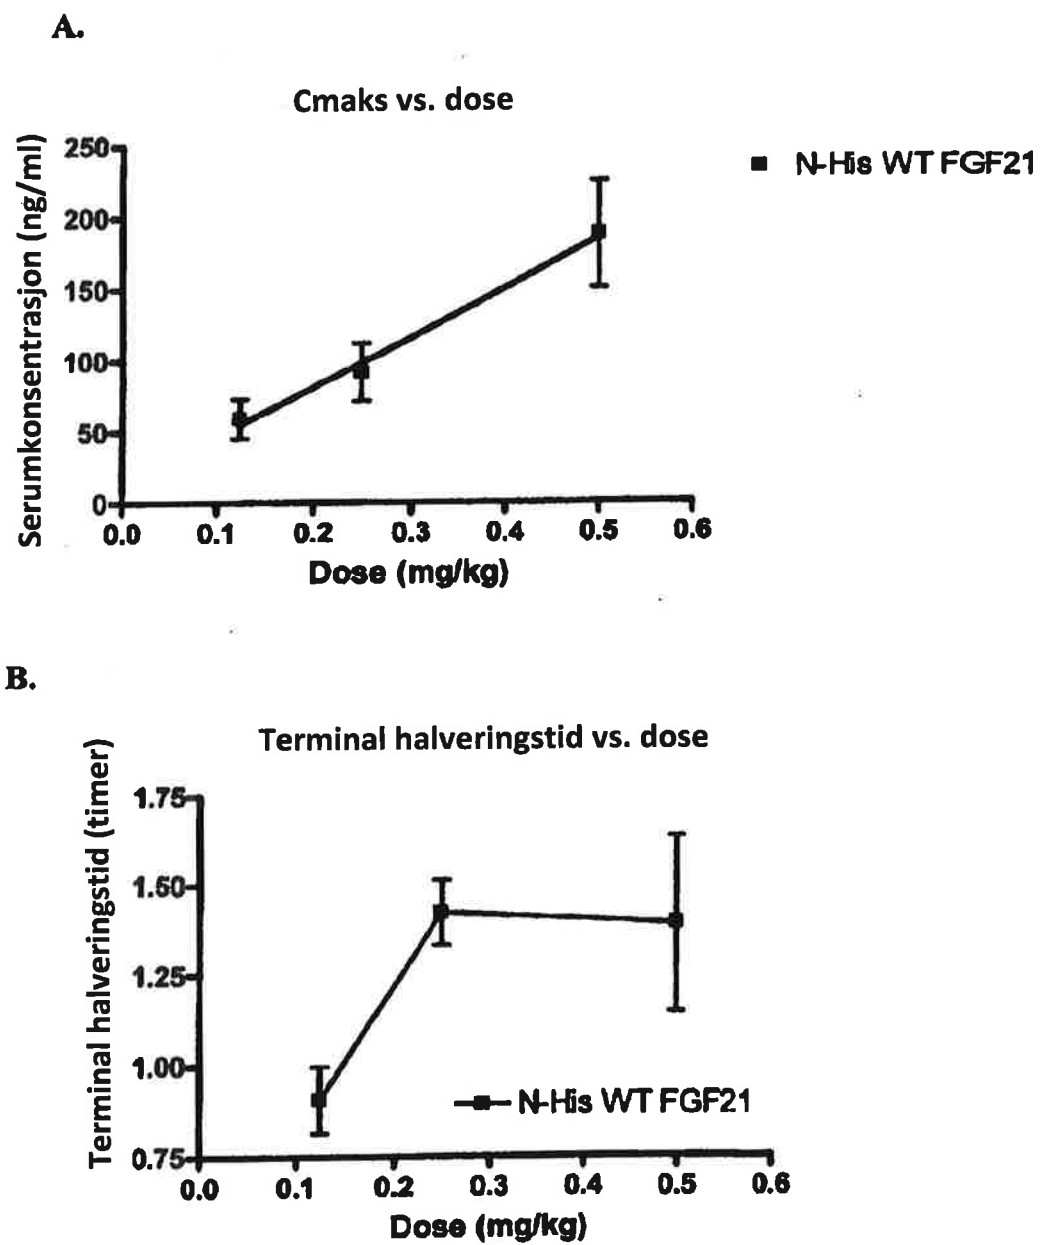 A.
Cmaks vs. dose
Serumkonsentrasjon (ng/ml)
250
200
150
100
50
0
0.0 0.1 0.2 0.3 0.4 0.5 0.6
Dose (mg/kg)
N-His WT FGF21
B.
Terminal halveringstid vs. dose
Terminal halveringstid (timer)
1.75
1.50
1.25
1.00
0.75
N-His WT FGF21
0.0 0.1 0.2 0.3 0.4 0.5 0.6
Dose (mg/kg)